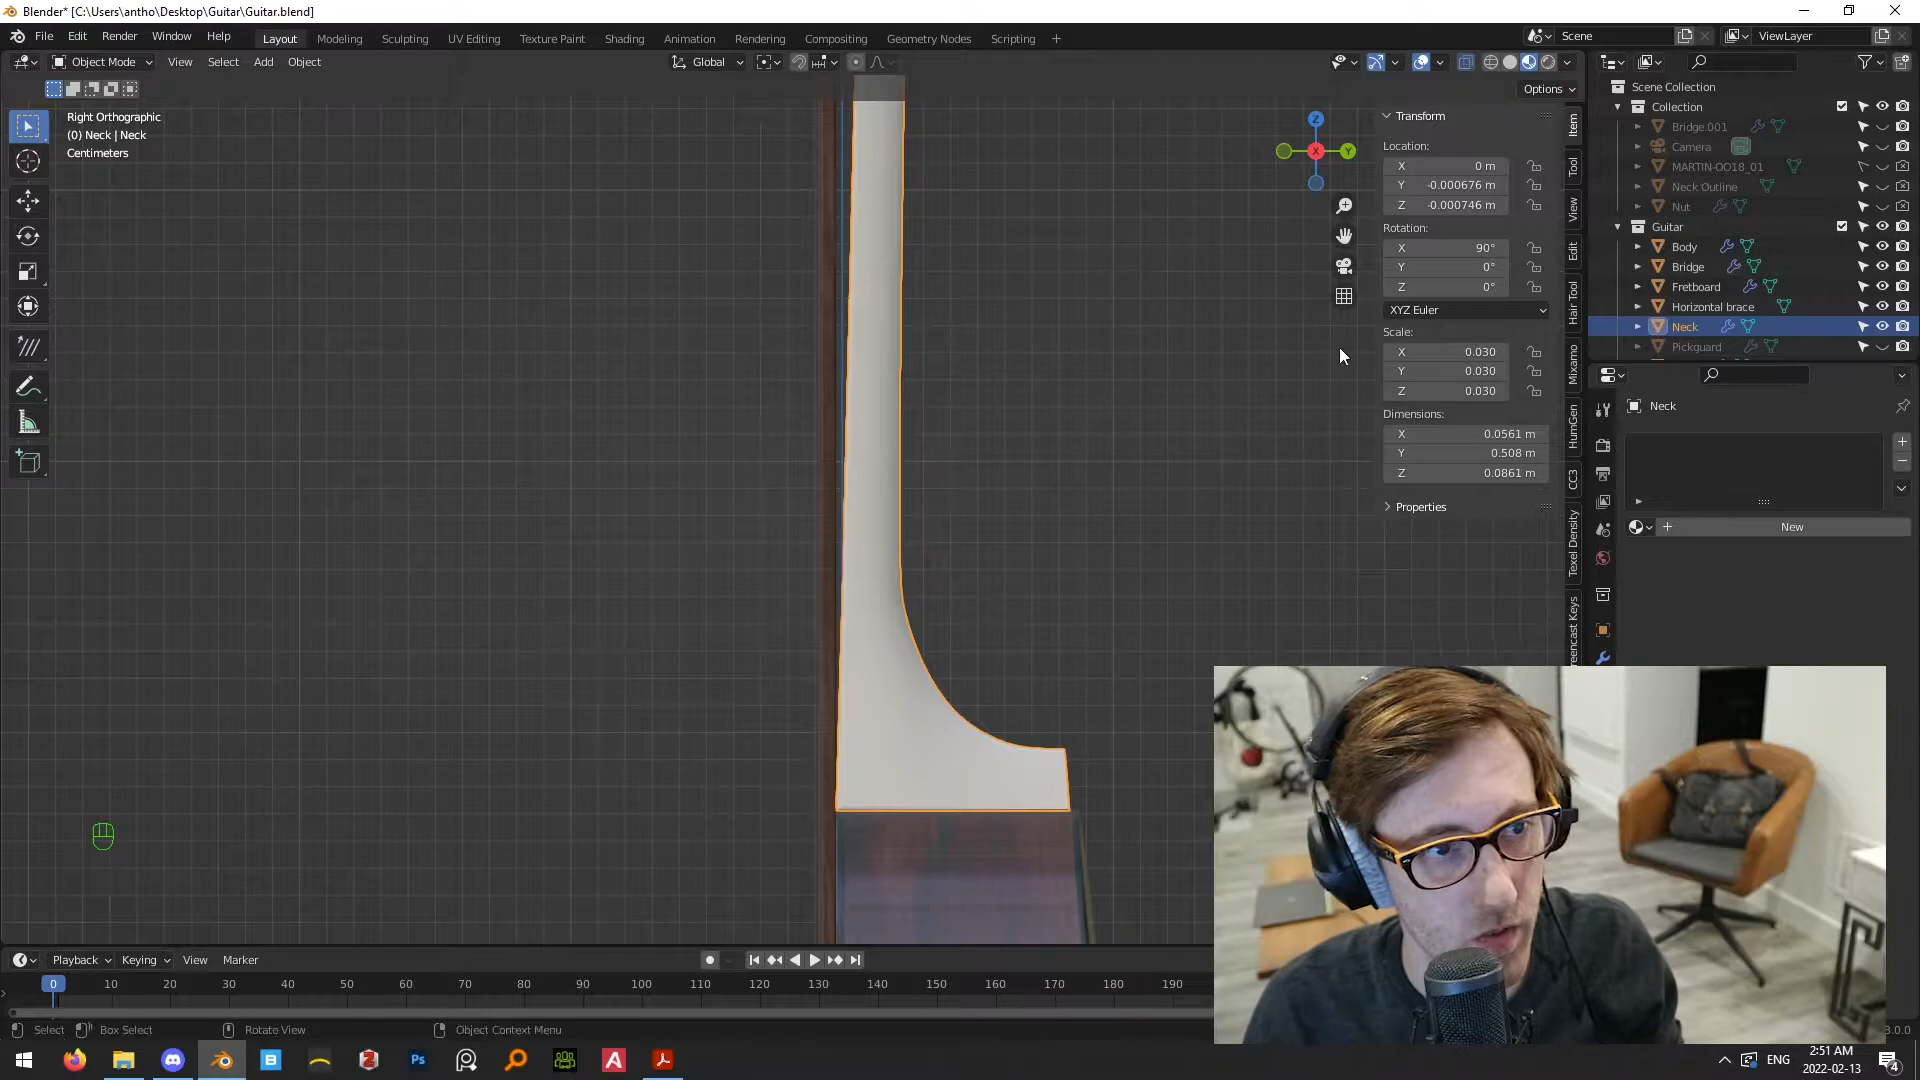 Blender* [C:\Users\antho\Desktop\Guitar\Guitar.blend]
File Edit Render Window Help
Layout Modeling Sculpting UV Editing Texture Paint Shading Animation Rendering Compositing Geometry Nodes Scripting +
Scene
ViewLayer
Object Mode View Select Add Object
Global
Options
Right Orthographic
(0) Neck | Neck
Centimeters
Z
Y
X
Transform
Location:
X 0 m
Y -0.000676 m
Z -0.000746 m
Rotation:
X 90°
Y 0°
Z 0°
XYZ Euler
Scale:
X 0.030
Y 0.030
Z 0.030
Dimensions:
X 0.0561 m
Y 0.508 m
Z 0.0861 m
Properties
Item
Tool
View
Edit
Hair Tool
Mixamo
HumGen
CC3
Texel Density
reencast Keys
Scene Collection
Collection
Bridge.001
Camera
MARTIN-OO18_01
Neck Outline
Nut
Guitar
Body
Bridge
Fretboard
Horizontal brace
Neck
Pickguard
Neck
New
Playback Keying View Marker
0 10 20 30 40 50 60 70 80 90 100 110 120 130 140 150 160 170 180 190
Select Box Select Rotate View Object Context Menu
3.0.0
Ps
ENG
2:51 AM
2022-02-13
4